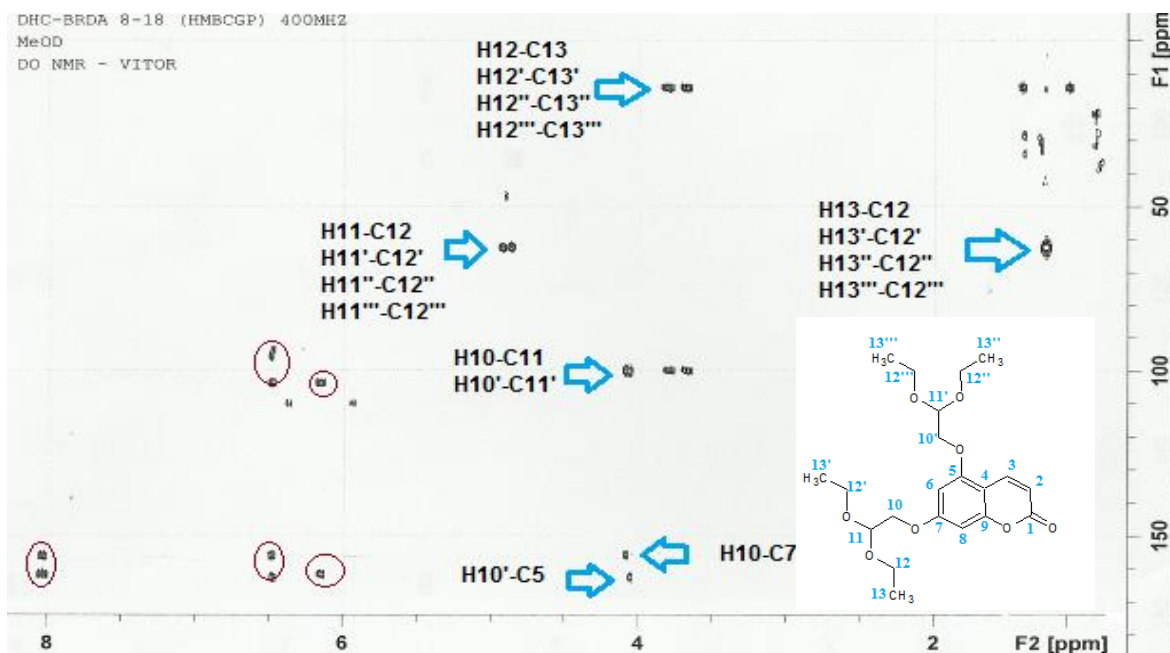 DHC-BRDA 8-18 (HMBCGP) 400MHZ
MeOD
DO NMR - VITOR
H12-C13
H12'-C13'
H12''-C13''
H12'''-C13'''
F1 [ppm]
H11-C12
H11'-C12'
H11''-C12''
H11'''-C12'''
H13-C12
H13'-C12'
H13''-C12''
H13'''-C12'''
50
H10-C11
H10'-C11'
100
H10-C7
H10'-C5
150
13'''
13''
H₃C
CH₃
12'''
12''
O
O
11'
10'
O
13'
H₃C
12'
5
4
3
6
2
10
O
O
7
8
9
O
1
O
11
O
12
13
CH₃
8
6
4
2
F2 [ppm]